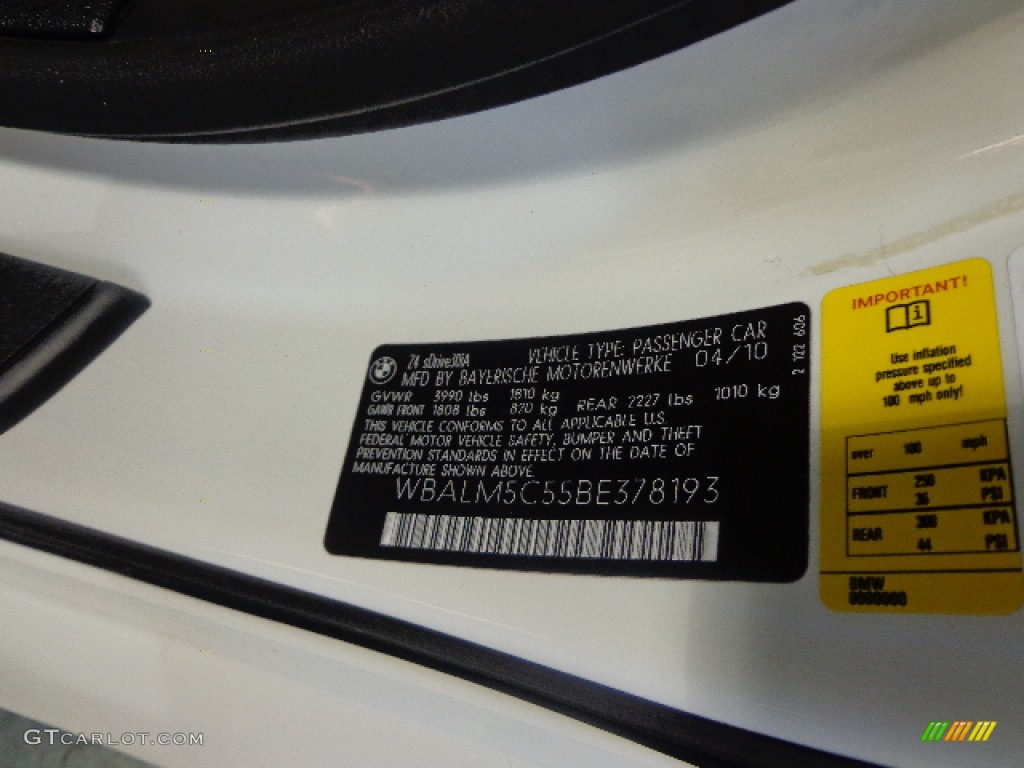 Z4 sDrive30iA VEHICLE TYPE: PASSENGER CAR
MFD BY BAYERISCHE MOTORENWERKE 04/10
GVWR 3990 lbs 1810 kg
GAWR FRONT 1808 lbs 820 kg REAR 2227 lbs 1010 kg
THIS VEHICLE CONFORMS TO ALL APPLICABLE U.S.
FEDERAL MOTOR VEHICLE SAFETY, BUMPER AND THEFT
PREVENTION STANDARDS IN EFFECT ON THE DATE OF
MANUFACTURE SHOWN ABOVE.
WBALM5C55BE378193
2 122 606
IMPORTANT!
Use inflation
pressure specified
above up to
100 mph only!
over 100 mph
FRONT 250 KPA
36 PSI
REAR 300 KPA
44 PSI
BMW
0000000
GTCARLOT.COM